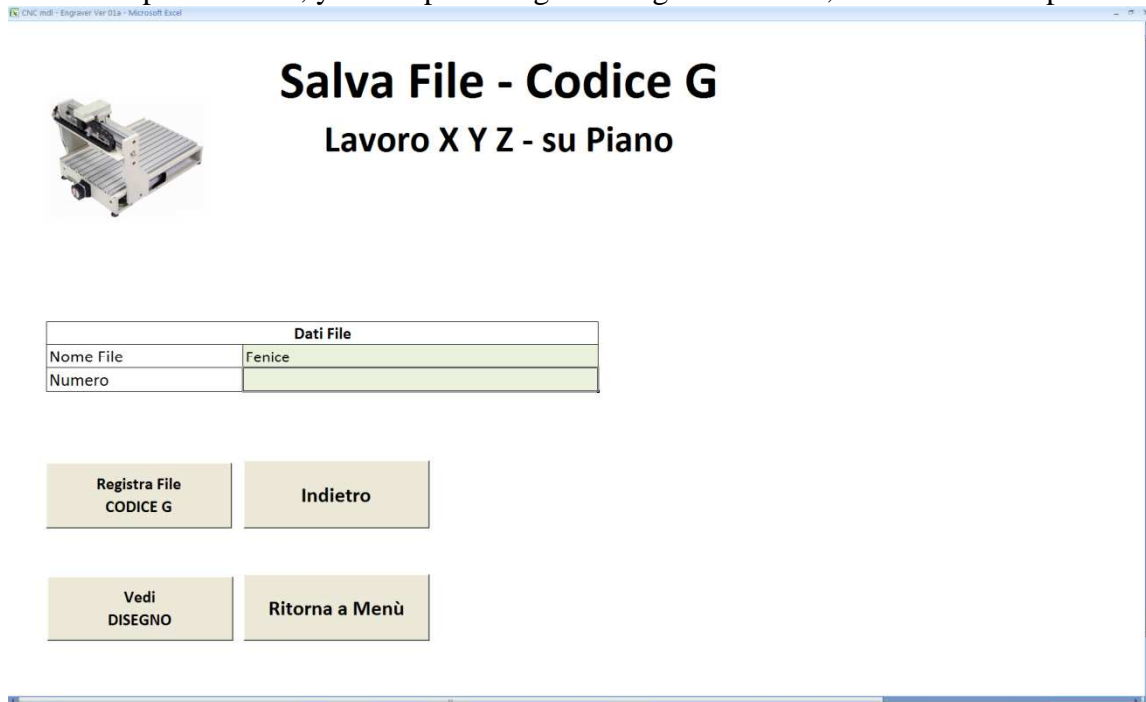 CNC mdl - Engraver Ver 01a - Microsoft Excel
Salva File - Codice G
Lavoro X Y Z - su Piano
Dati File
Nome File Fenice
Numero
Registra File
CODICE G
Indietro
Vedi
DISEGNO
Ritorna a Menù